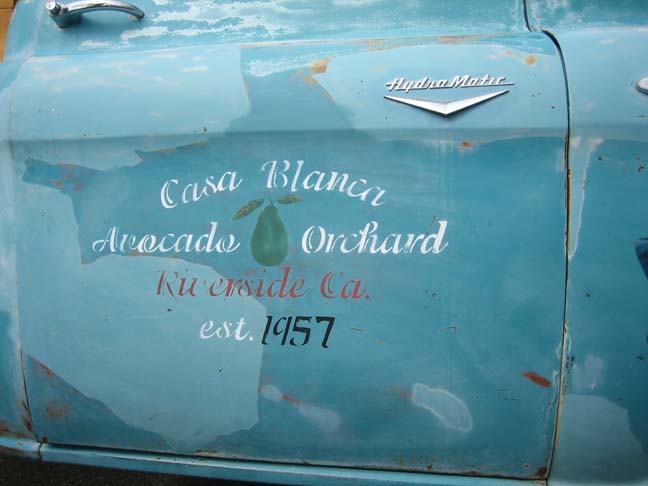 HydraMatic
Casa Blanca
Avocado Orchard
Riverside Ca.
est. 1957